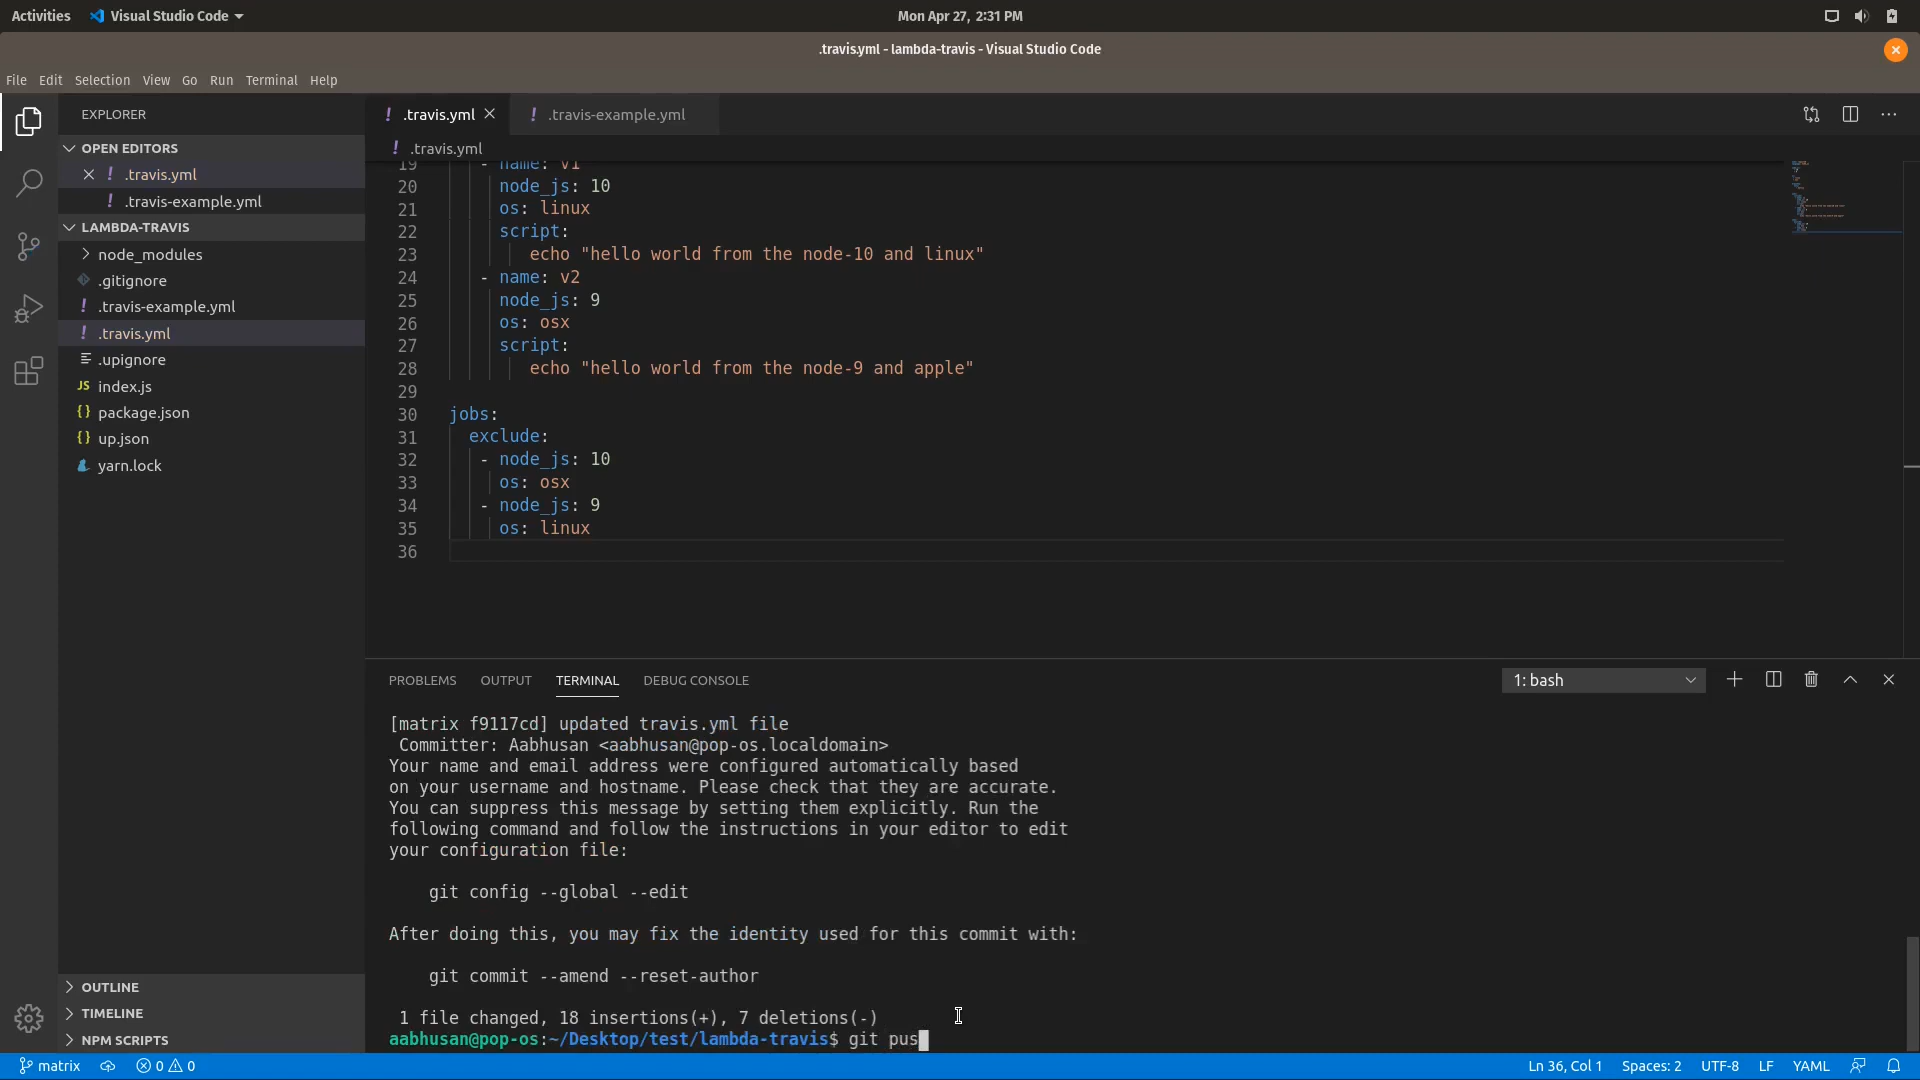 Activities
Visual Studio Code
Mon Apr 27, 2:31 PM
.travis.yml - lambda-travis - Visual Studio Code
File Edit Selection View Go Run Terminal Help
EXPLORER
OPEN EDITORS
.travis.yml
.travis-example.yml
LAMBDA-TRAVIS
node_modules
.gitignore
.travis-example.yml
.travis.yml
.upignore
index.js
package.json
up.json
yarn.lock
OUTLINE
TIMELINE
NPM SCRIPTS
.travis.yml
.travis-example.yml
.travis.yml
19 - name: v1
20 node_js: 10
21 os: linux
22 script:
23 echo "hello world from the node-10 and linux"
24 - name: v2
25 node_js: 9
26 os: osx
27 script:
28 echo "hello world from the node-9 and apple"
29
30 jobs:
31 exclude:
32 - node_js: 10
33 os: osx
34 - node_js: 9
35 os: linux
36
PROBLEMS OUTPUT TERMINAL DEBUG CONSOLE
1: bash
[matrix f9117cd] updated travis.yml file
Committer: Aabhusan <aabhusan@pop-os.localdomain>
Your name and email address were configured automatically based
on your username and hostname. Please check that they are accurate.
You can suppress this message by setting them explicitly. Run the
following command and follow the instructions in your editor to edit
your configuration file:
git config --global --edit
After doing this, you may fix the identity used for this commit with:
git commit --amend --reset-author
1 file changed, 18 insertions(+), 7 deletions(-)
aabhusan@pop-os:~/Desktop/test/lambda-travis$ git pus
matrix
0
0
Ln 36, Col 1
Spaces: 2
UTF-8
LF
YAML